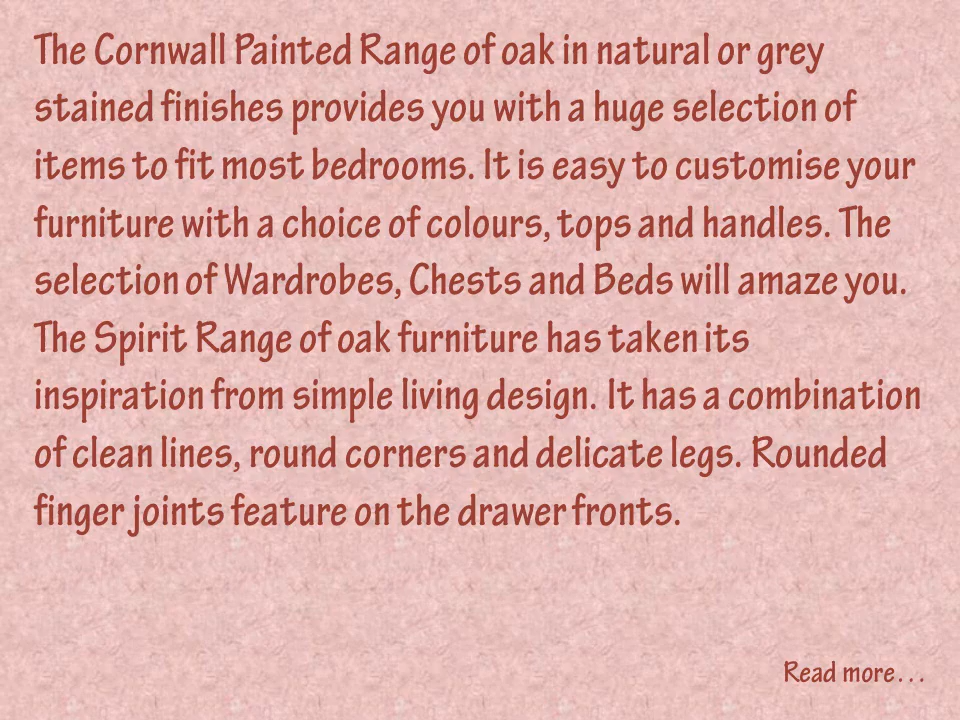 The Cornwall Painted Range of oak in natural or grey
stained finishes provides you with a huge selection of
items to fit most bedrooms. It is easy to customise your
furniture with a choice of colours, tops and handles. The
selection of Wardrobes, Chests and Beds will amaze you.
The Spirit Range of oak furniture has taken its
inspiration from simple living design. It has a combination
of clean lines, round corners and delicate legs. Rounded
finger joints feature on the drawer fronts.
Read more...